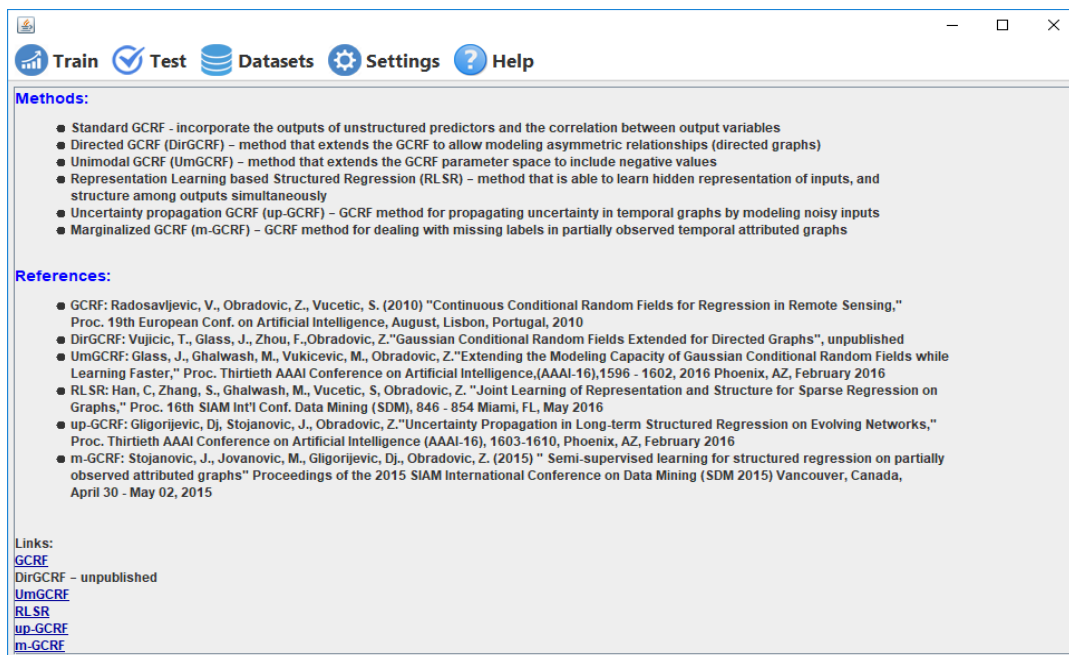 Train Test Datasets Settings Help
Methods:
Standard GCRF - incorporate the outputs of unstructured predictors and the correlation between output variables
Directed GCRF (DirGCRF) – method that extends the GCRF to allow modeling asymmetric relationships (directed graphs)
Unimodal GCRF (UmGCRF) – method that extends the GCRF parameter space to include negative values
Representation Learning based Structured Regression (RLSR) – method that is able to learn hidden representation of inputs, and
structure among outputs simultaneously
Uncertainty propagation GCRF (up-GCRF) – GCRF method for propagating uncertainty in temporal graphs by modeling noisy inputs
Marginalized GCRF (m-GCRF) – GCRF method for dealing with missing labels in partially observed temporal attributed graphs
References:
GCRF: Radosavljevic, V., Obradovic, Z., Vucetic, S. (2010) "Continuous Conditional Random Fields for Regression in Remote Sensing,"
Proc. 19th European Conf. on Artificial Intelligence, August, Lisbon, Portugal, 2010
DirGCRF: Vujicic, T., Glass, J., Zhou, F.,Obradovic, Z."Gaussian Conditional Random Fields Extended for Directed Graphs", unpublished
UmGCRF: Glass, J., Ghalwash, M., Vukicevic, M., Obradovic, Z."Extending the Modeling Capacity of Gaussian Conditional Random Fields while
Learning Faster," Proc. Thirtieth AAAI Conference on Artificial Intelligence,(AAAI-16),1596 - 1602, 2016 Phoenix, AZ, February 2016
RLSR: Han, C, Zhang, S., Ghalwash, M., Vucetic, S, Obradovic, Z. "Joint Learning of Representation and Structure for Sparse Regression on
Graphs," Proc. 16th SIAM Int'l Conf. Data Mining (SDM), 846 - 854 Miami, FL, May 2016
up-GCRF: Gligorijevic, Dj, Stojanovic, J., Obradovic, Z."Uncertainty Propagation in Long-term Structured Regression on Evolving Networks,"
Proc. Thirtieth AAAI Conference on Artificial Intelligence (AAAI-16), 1603-1610, Phoenix, AZ, February 2016
m-GCRF: Stojanovic, J., Jovanovic, M., Gligorijevic, Dj., Obradovic, Z. (2015) " Semi-supervised learning for structured regression on partially
observed attributed graphs" Proceedings of the 2015 SIAM International Conference on Data Mining (SDM 2015) Vancouver, Canada,
April 30 - May 02, 2015
Links:
GCRF
DirGCRF – unpublished
UmGCRF
RLSR
up-GCRF
m-GCRF